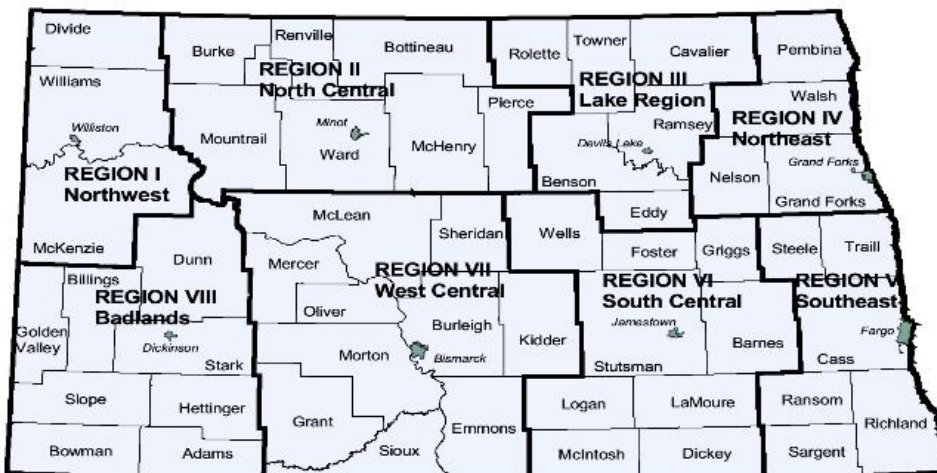 Divide
Burke
Renville
Bottineau
Rolette
Towner
Cavalier
Pembina
Williams
REGION II
North Central
REGION III
Lake Region
Pierce
Walsh
Williston
Mountrail
Minot
Ward
McHenry
Ramsey
Devils Lake
REGION IV
Northeast
Grand Forks
REGION I
Northwest
Benson
Nelson
Grand Forks
McLean
Eddy
McKenzie
Dunn
Sheridan
Wells
Foster
Griggs
Steele
Traill
Billings
Mercer
REGION VII
West Central
REGION VI
South Central
REGION V
Southeast
REGION VIII
Badlands
Oliver
Golden
Valley
Dickinson
Stark
Morton
Burleigh
Bismarck
Kidder
Jamestown
Stutsman
Barnes
Fargo
Cass
Slope
Hettinger
Grant
Emmons
Logan
LaMoure
Ransom
Richland
Bowman
Adams
Sioux
McIntosh
Dickey
Sargent